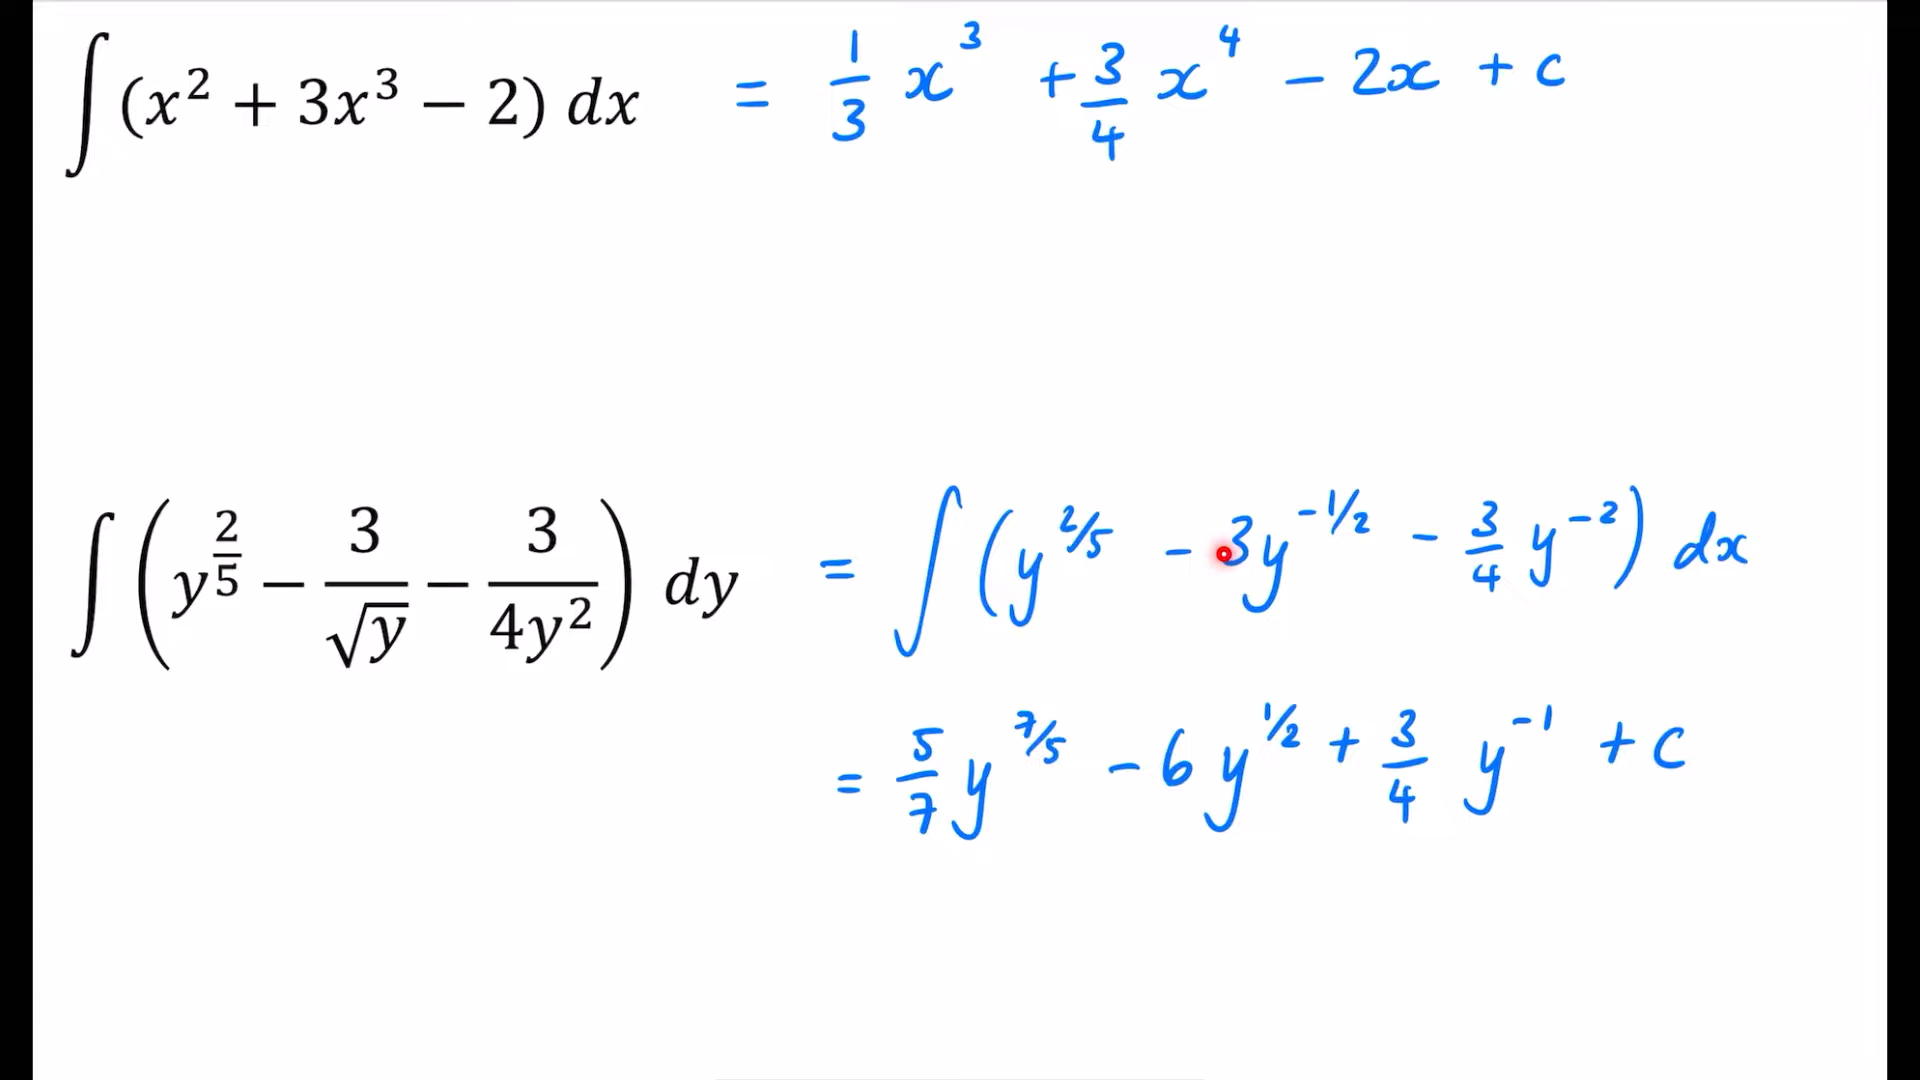 ∫(x² + 3x³ − 2) dx = 1/3 x³ + 3/4 x⁴ − 2x + c
∫(y^(2/5) − 3/√y − 3/(4y²)) dy = ∫(y^(2/5) − 3y^(−1/2) − 3/4 y^(−2)) dx
= 5/7 y^(7/5) − 6y^(1/2) + 3/4 y^(−1) + c